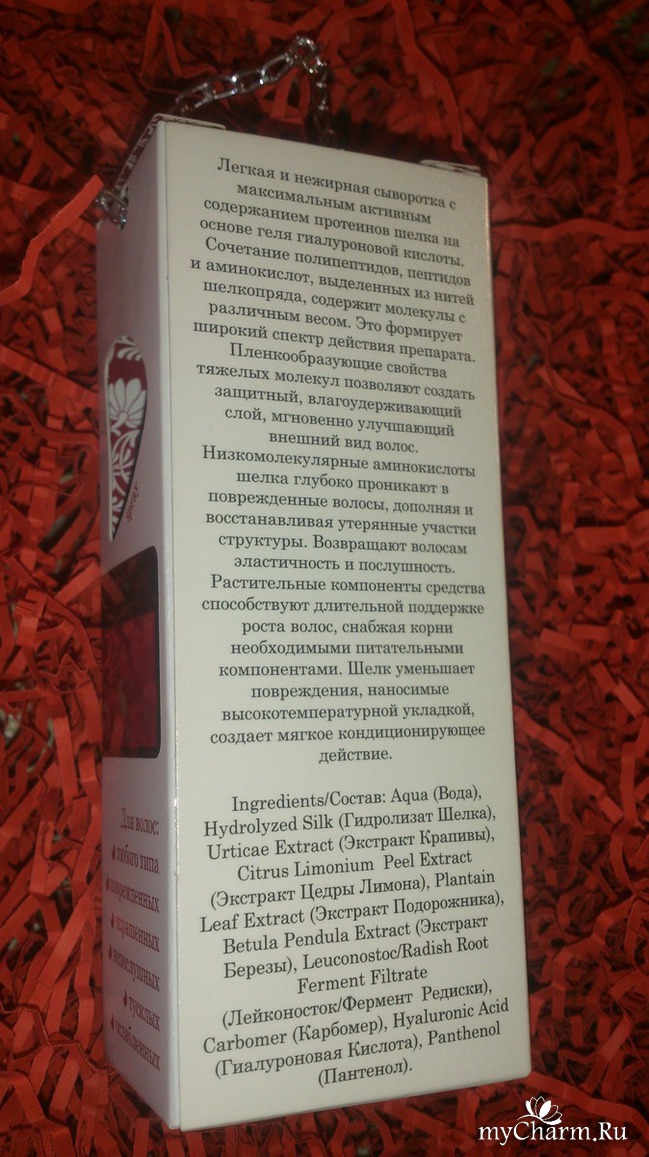 Легкая и нежирная сыворотка с
максимальным активным
содержанием протеинов шелка на
основе геля гиалуроновой кислоты.
Сочетание полипептидов, пептидов
и аминокислот, выделенных из нитей
шелкопряда, содержит молекулы с
различным весом. Это формирует
широкий спектр действия препарата.
Пленкообразующие свойства
тяжелых молекул позволяют создать
защитный, влагоудерживающий
слой, мгновенно улучшающий
внешний вид волос.
Низкомолекулярные аминокислоты
шелка глубоко проникают в
поврежденные волосы, дополняя и
восстанавливая утерянные участки
структуры. Возвращают волосам
эластичность и послушность.
Растительные компоненты средства
способствуют длительной поддержке
роста волос, снабжая корни
необходимыми питательными
компонентами. Шелк уменьшает
повреждения, наносимые
высокотемпературной укладкой,
создает мягкое кондиционирующее
действие.
Ingredients/Состав: Aqua (Вода),
Hydrolyzed Silk (Гидролизат Шелка),
Urticae Extract (Экстракт Крапивы),
Citrus Limonium Peel Extract
(Экстракт Цедры Лимона), Plantain
Leaf Extract (Экстракт Подорожника),
Betula Pendula Extract (Экстракт
Березы), Leuconostoc/Radish Root
Ferment Filtrate
(Лейконосток/Фермент Редиски),
Carbomer (Карбомер), Hyaluronic Acid
(Гиалуроновая Кислота), Panthenol
(Пантенол).
Для волос:
любого типа
поврежденных
окрашенных
непослушных
тусклых
ослабленных
myCharm.Ru